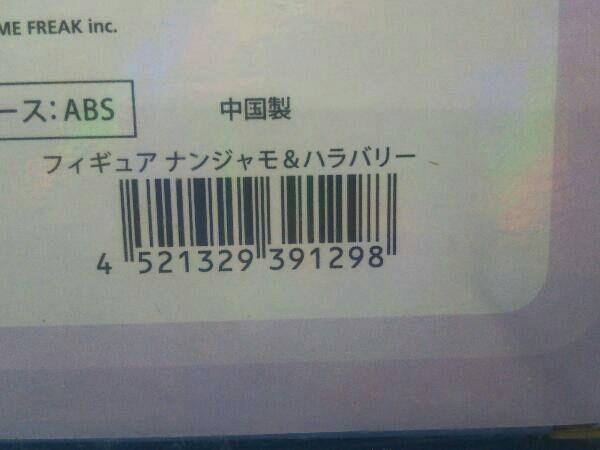 ME FREAK inc.
ース:ABS 中国製
フィギュア ナンジャモ&ハラバリー
4 521329 391298